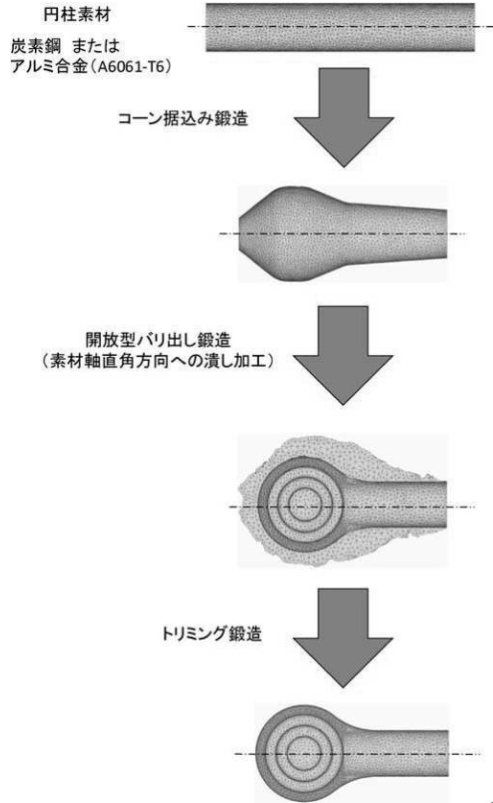 円柱素材
炭素鋼 または
アルミ合金(A6061-T6)
コーン据込み鍛造
開放型バリ出し鍛造
(素材軸直角方向への潰し加工)
トリミング鍛造